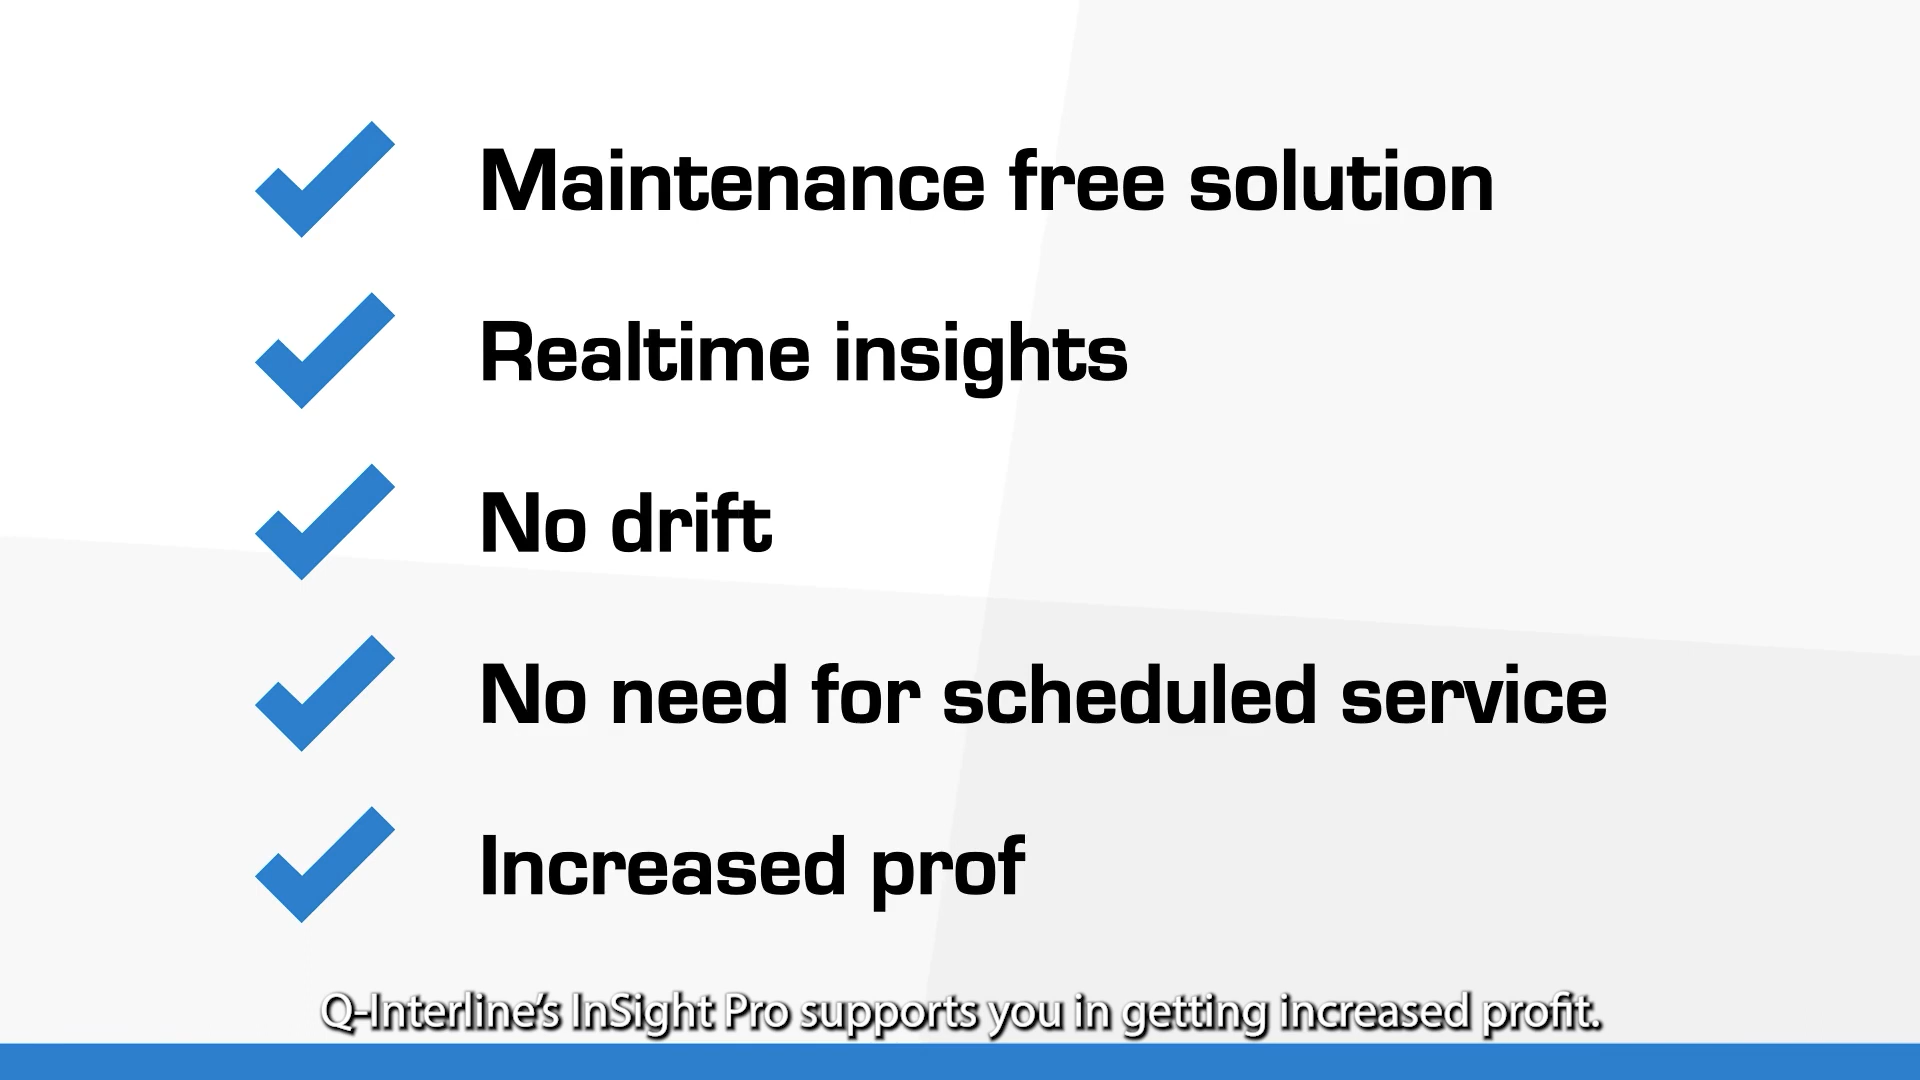 Maintenance free solution
Realtime insights
No drift
No need for scheduled service
Increased prof
Q-Interline’s InSight Pro supports you in getting increased profit.